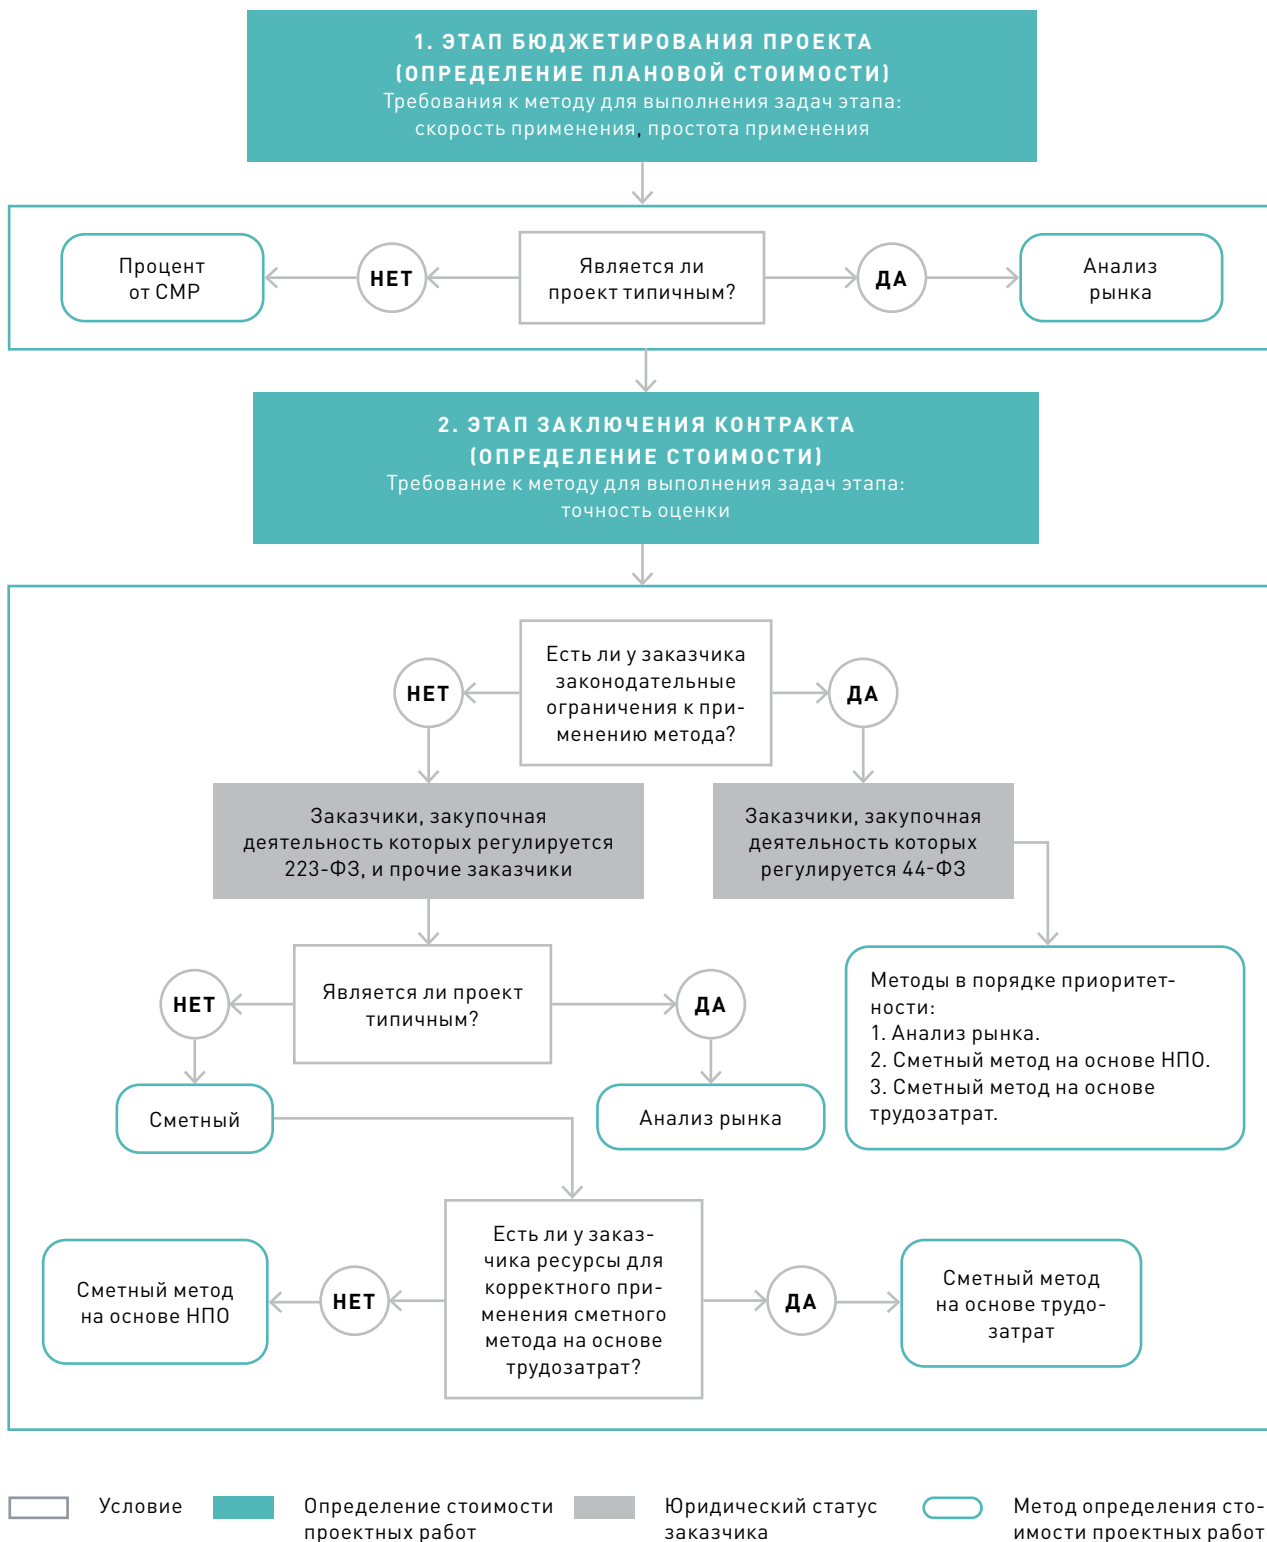 1. ЭТАП БЮДЖЕТИРОВАНИЯ ПРОЕКТА
(ОПРЕДЕЛЕНИЕ ПЛАНОВОЙ СТОИМОСТИ)
Требования к методу для выполнения задач этапа:
скорость применения, простота применения
Процент
от СМР
НЕТ
Является ли
проект типичным?
ДА
Анализ
рынка
2. ЭТАП ЗАКЛЮЧЕНИЯ КОНТРАКТА
(ОПРЕДЕЛЕНИЕ СТОИМОСТИ)
Требование к методу для выполнения задач этапа:
точность оценки
НЕТ
Есть ли у заказчика
законодательные
ограничения к при-
менению метода?
ДА
Заказчики, закупочная
деятельность которых регулируется
223-ФЗ, и прочие заказчики
Заказчики, закупочная
деятельность которых
регулируется 44-ФЗ
НЕТ
Является ли проект
типичным?
ДА
Методы в порядке приоритет-
ности:
1. Анализ рынка.
2. Сметный метод на основе НПО.
3. Сметный метод на основе
трудозатрат.
Сметный
Анализ рынка
Сметный метод
на основе НПО
НЕТ
Есть ли у заказ-
чика ресурсы для
корректного при-
менения сметного
метода на основе
трудозатрат?
ДА
Сметный метод
на основе трудо-
затрат
Условие
Определение стоимости
проектных работ
Юридический статус
заказчика
Метод определения сто-
имости проектных работ